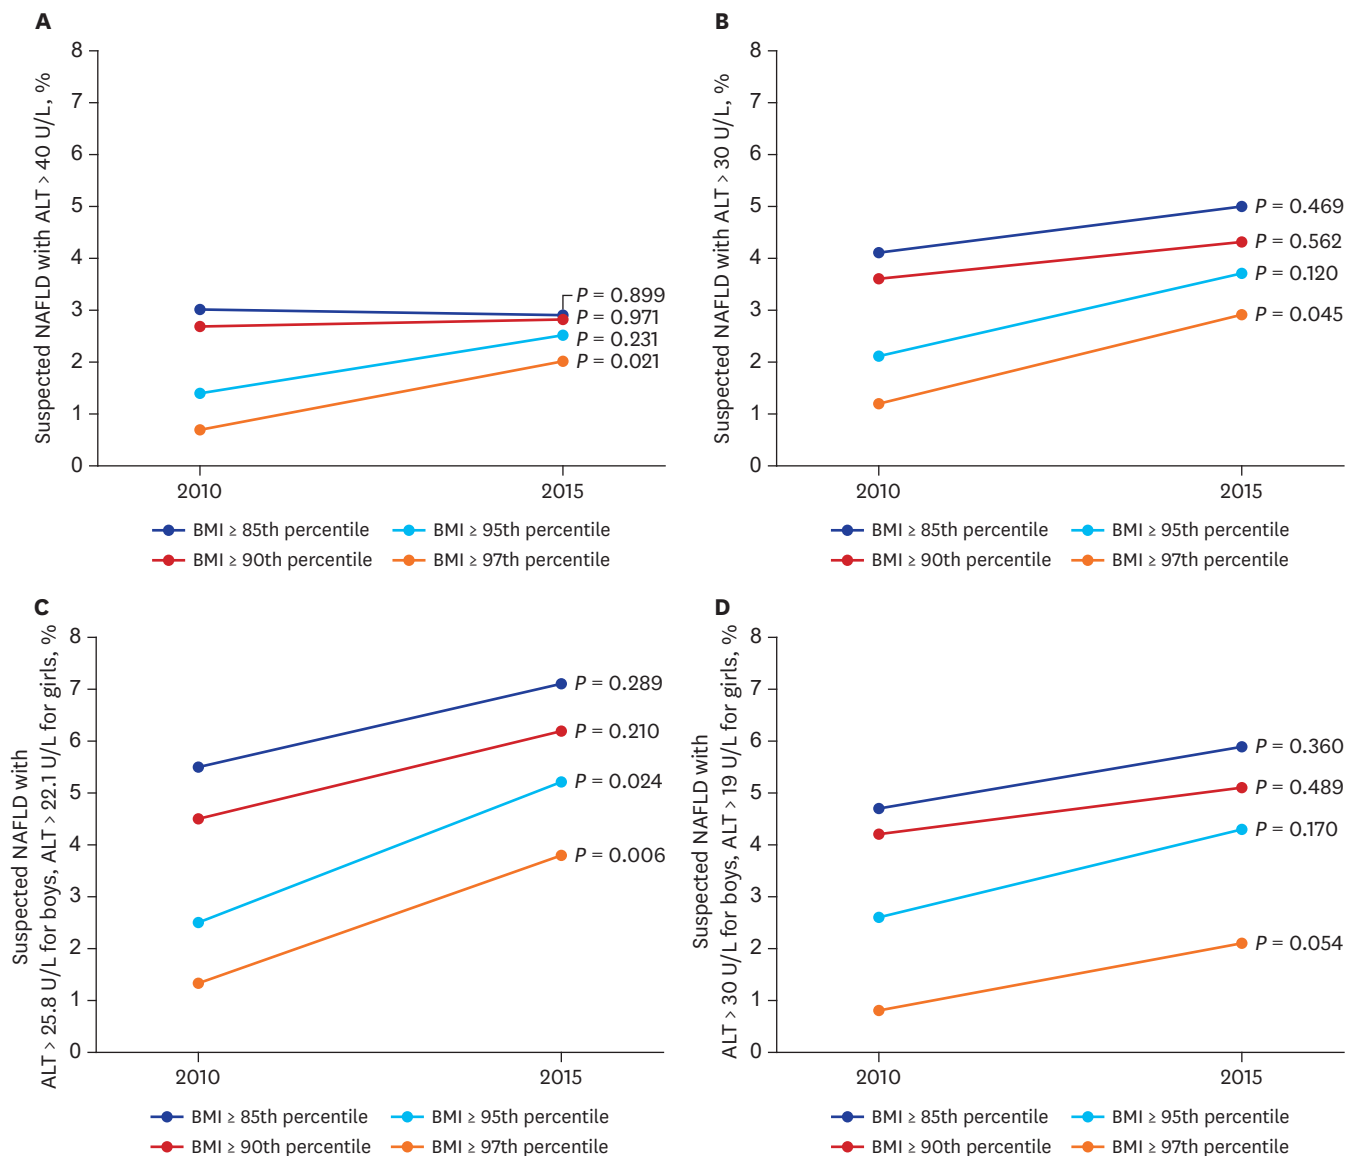 A
Suspected NAFLD with ALT > 40 U/L, %
8
7
6
5
4
3
2
1
0
P = 0.899
P = 0.971
P = 0.231
P = 0.021
2010
2015
BMI ≥ 85th percentile
BMI ≥ 95th percentile
BMI ≥ 90th percentile
BMI ≥ 97th percentile
B
Suspected NAFLD with ALT > 30 U/L, %
8
7
6
5
4
3
2
1
0
P = 0.469
P = 0.562
P = 0.120
P = 0.045
2010
2015
BMI ≥ 85th percentile
BMI ≥ 95th percentile
BMI ≥ 90th percentile
BMI ≥ 97th percentile
C
Suspected NAFLD with
ALT > 25.8 U/L for boys, ALT > 22.1 U/L for girls, %
8
7
6
5
4
3
2
1
0
P = 0.289
P = 0.210
P = 0.024
P = 0.006
2010
2015
BMI ≥ 85th percentile
BMI ≥ 95th percentile
BMI ≥ 90th percentile
BMI ≥ 97th percentile
D
Suspected NAFLD with
ALT > 30 U/L for boys, ALT > 19 U/L for girls, %
8
7
6
5
4
3
2
1
0
P = 0.360
P = 0.489
P = 0.170
P = 0.054
2010
2015
BMI ≥ 85th percentile
BMI ≥ 95th percentile
BMI ≥ 90th percentile
BMI ≥ 97th percentile